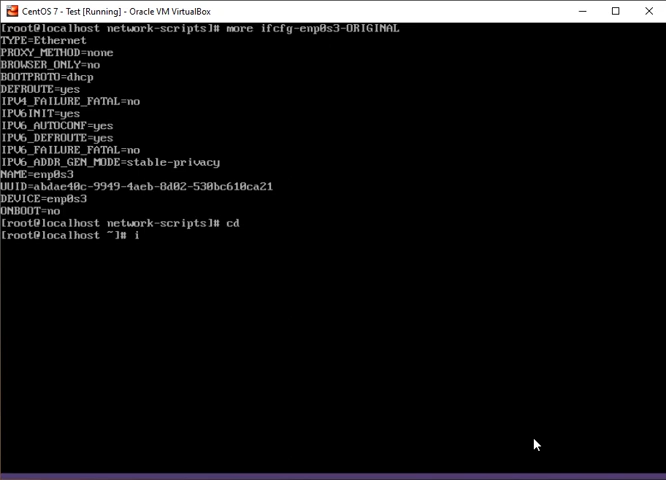 CentOS 7 - Test [Running] - Oracle VM VirtualBox
[root@localhost network-scripts]# more ifcfg-enp0s3-ORIGINAL
TYPE=Ethernet
PROXY_METHOD=none
BROWSER_ONLY=no
BOOTPROTO=dhcp
DEFROUTE=yes
IPV4_FAILURE_FATAL=no
IPV6INIT=yes
IPV6_AUTOCONF=yes
IPV6_DEFROUTE=yes
IPV6_FAILURE_FATAL=no
IPV6_ADDR_GEN_MODE=stable-privacy
NAME=enp0s3
UUID=abdae40c-9949-4aeb-8d02-530bc610ca21
DEVICE=enp0s3
ONBOOT=no
[root@localhost network-scripts]# cd
[root@localhost ~]# i